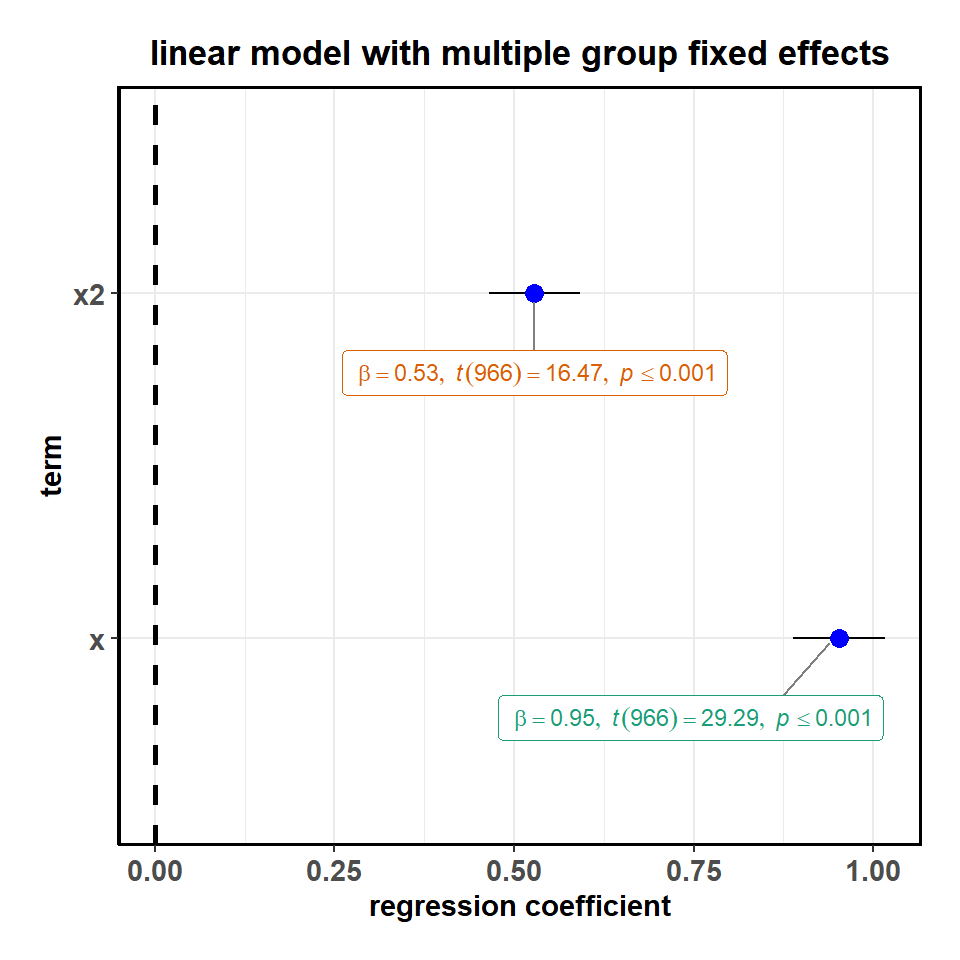 linear model with multiple group fixed effects
x2
β = 0.53, t(966) = 16.47, p ≤ 0.001
term
x
β = 0.95, t(966) = 29.29, p ≤ 0.001
0.00 0.25 0.50 0.75 1.00
regression coefficient